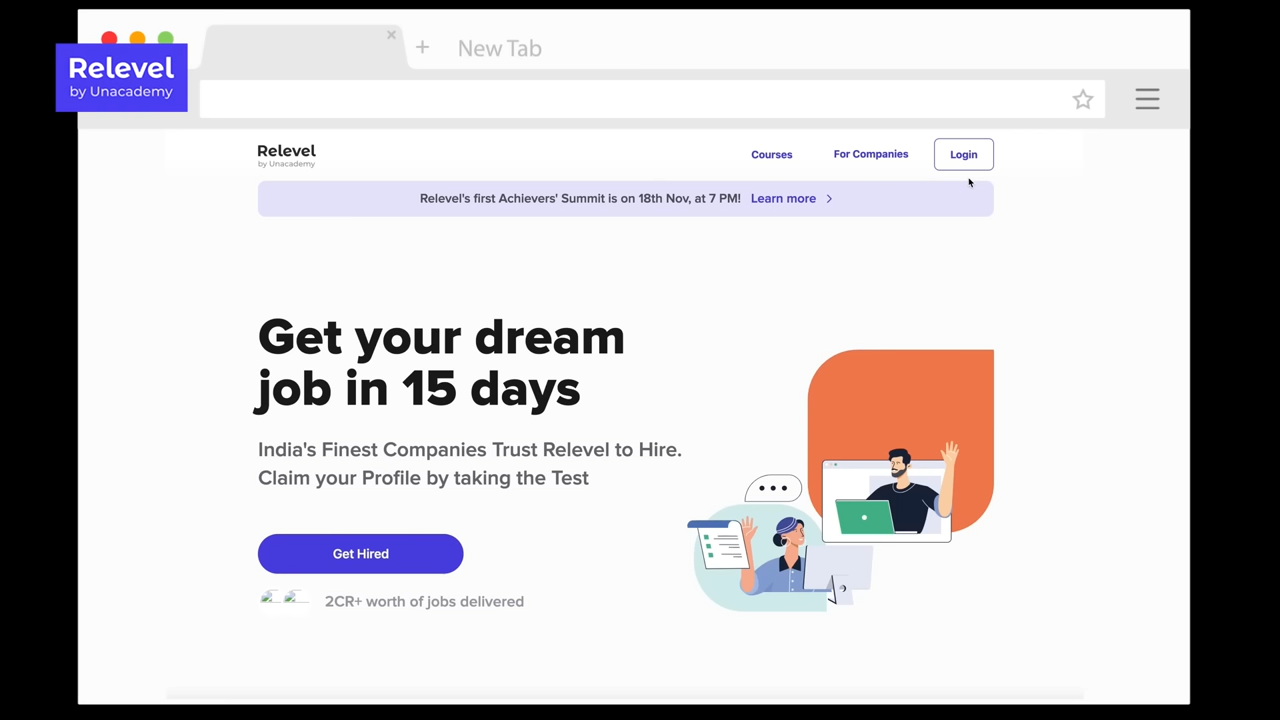 New Tab
Relevel
by Unacademy
Relevel
by Unacademy
Courses
For Companies
Login
Relevel's first Achievers' Summit is on 18th Nov, at 7 PM! Learn more
Get your dream
job in 15 days
India's Finest Companies Trust Relevel to Hire.
Claim your Profile by taking the Test
Get Hired
2CR+ worth of jobs delivered